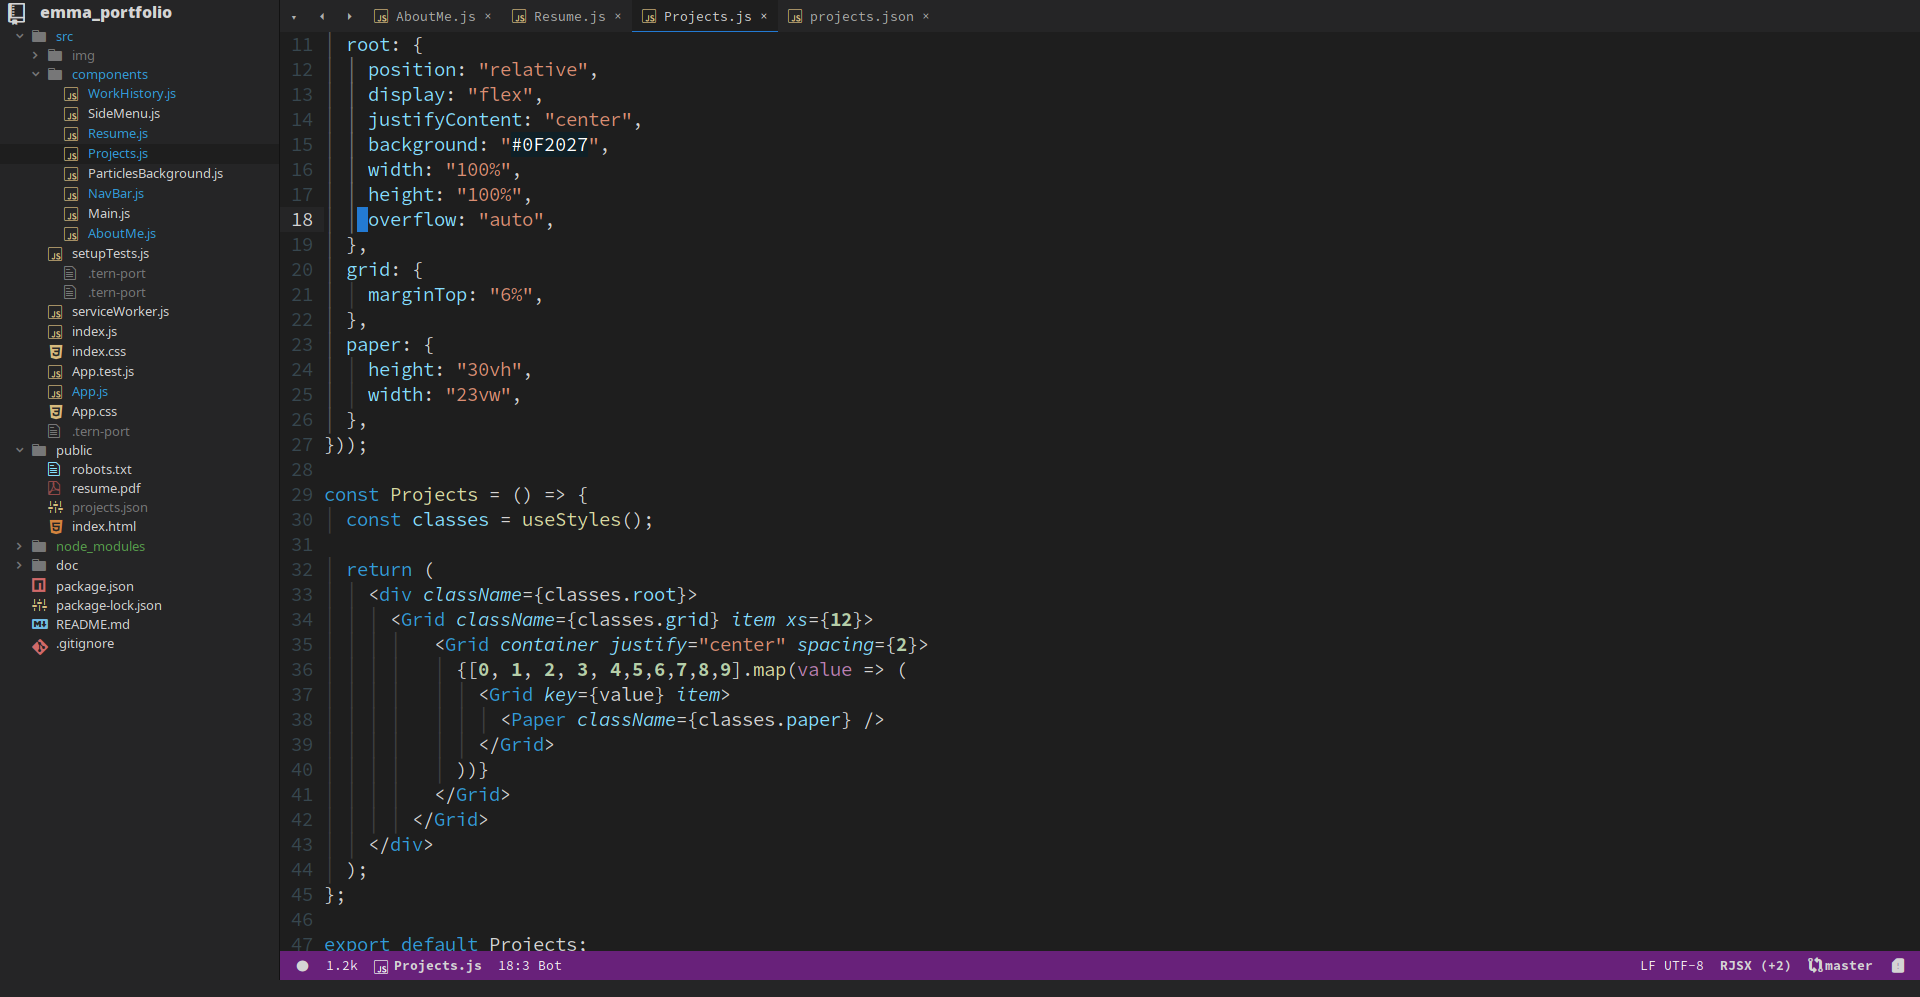 emma_portfolio
src
img
components
WorkHistory.js
SideMenu.js
Resume.js
Projects.js
ParticlesBackground.js
NavBar.js
Main.js
AboutMe.js
setupTests.js
.tern-port
.tern-port
serviceWorker.js
index.js
index.css
App.test.js
App.js
App.css
.tern-port
public
robots.txt
resume.pdf
projects.json
index.html
node_modules
doc
package.json
package-lock.json
README.md
.gitignore
AboutMe.js × Resume.js × Projects.js × projects.json ×
11 root: {
12 position: "relative",
13 display: "flex",
14 justifyContent: "center",
15 background: "#0F2027",
16 width: "100%",
17 height: "100%",
18 overflow: "auto",
19 },
20 grid: {
21 marginTop: "6%",
22 },
23 paper: {
24 height: "30vh",
25 width: "23vw",
26 },
27 }));
28
29 const Projects = () => {
30 const classes = useStyles();
31
32 return (
33 <div className={classes.root}>
34 <Grid className={classes.grid} item xs={12}>
35 <Grid container justify="center" spacing={2}>
36 {[0, 1, 2, 3, 4,5,6,7,8,9].map(value => (
37 <Grid key={value} item>
38 <Paper className={classes.paper} />
39 </Grid>
40 ))}
41 </Grid>
42 </Grid>
43 </div>
44 );
45 };
46
47 export default Projects;
1.2k Projects.js 18:3 Bot LF UTF-8 RJSX (+2) master